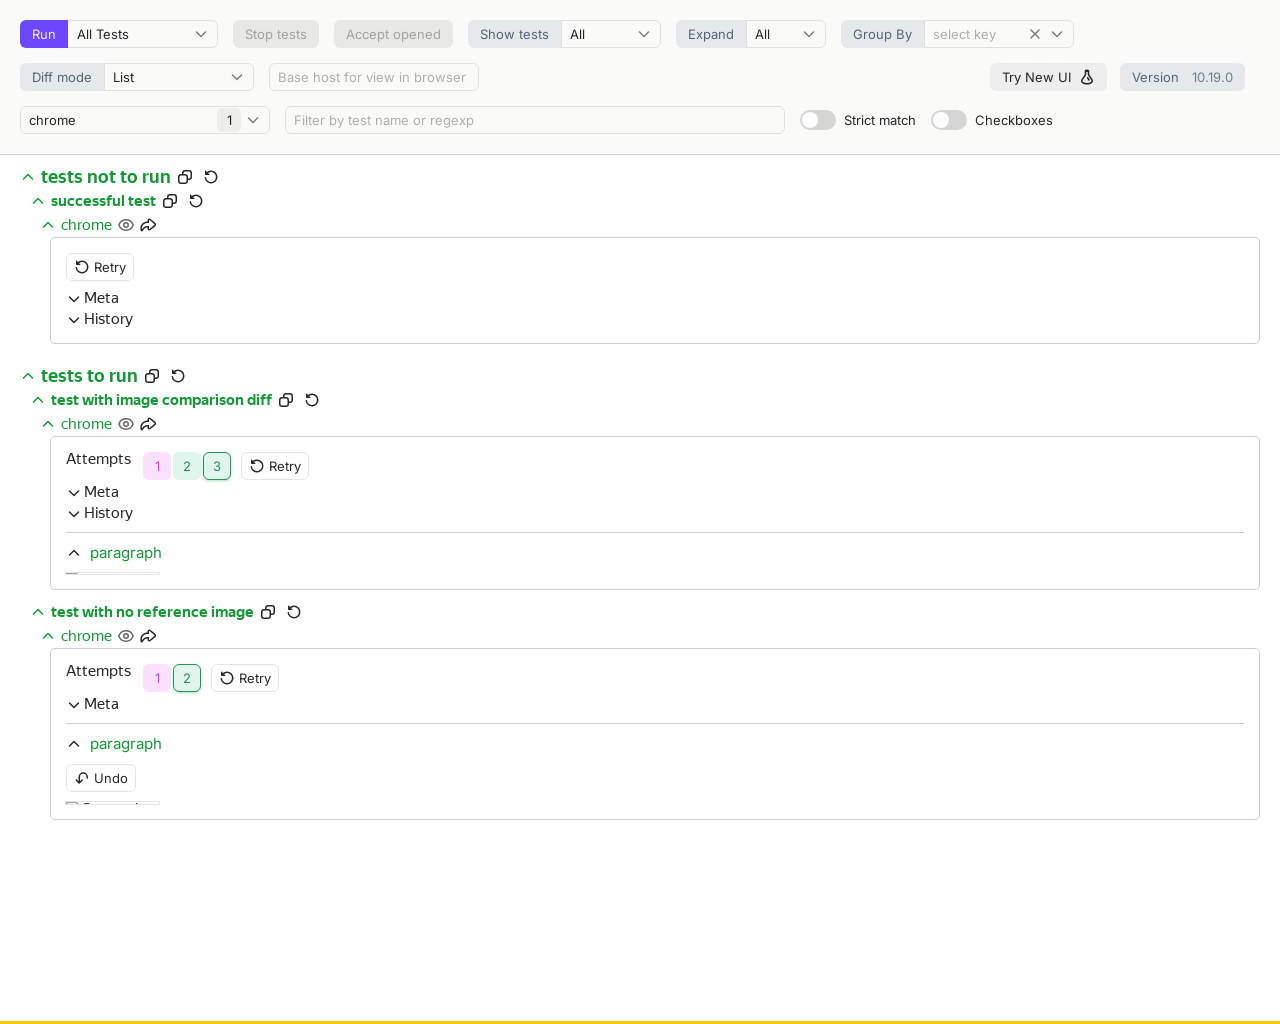 Run All Tests Stop tests Accept opened Show tests All Expand All Group By select key
Diff mode List Base host for view in browser Try New UI Version 10.19.0
chrome 1 Filter by test name or regexp Strict match Checkboxes
tests not to run
successful test
chrome
Retry
Meta
History
tests to run
test with image comparison diff
chrome
Attempts 1 2 3 Retry
Meta
History
paragraph
test with no reference image
chrome
Attempts 1 2 Retry
Meta
paragraph
Undo